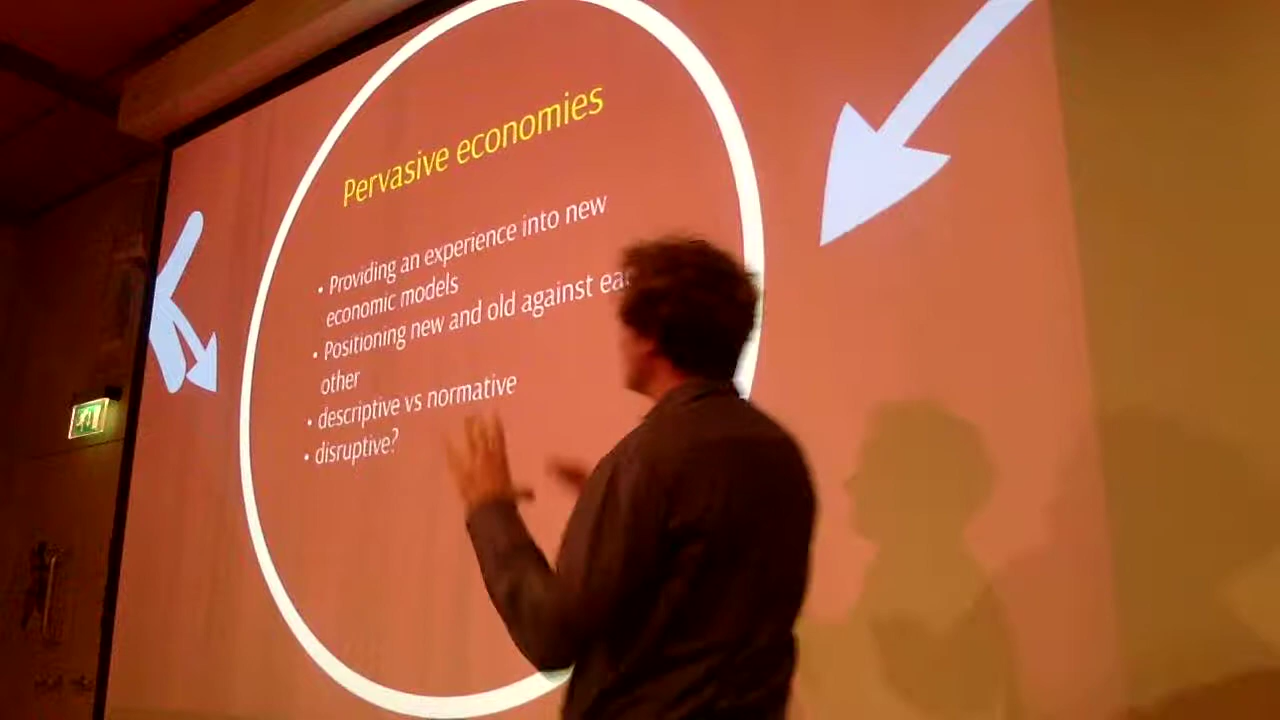 Pervasive economies
• Providing an experience into new
economic models
• Positioning new and old against
other
• descriptive vs normative
• disruptive?